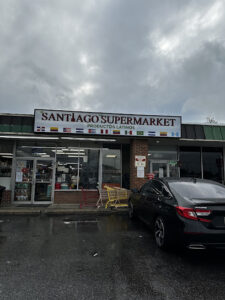 SANTIAGO SUPERMARKET
PRODUCTOS LATINOS